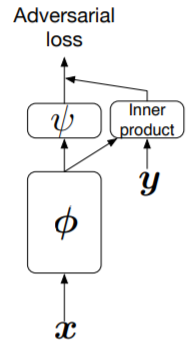 Adversarial
loss
ψ
Inner
product
ϕ
y
x